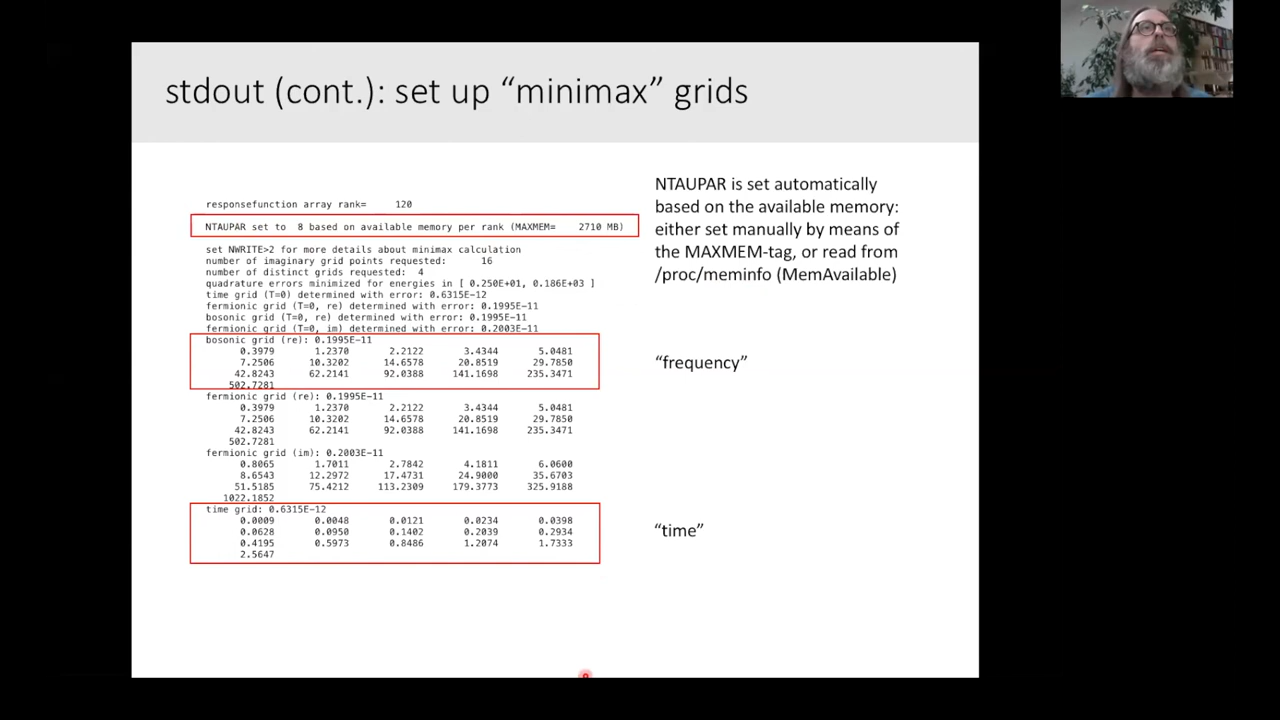 stdout (cont.): set up “minimax” grids
responsefunction array rank= 120
NTAUPAR set to 8 based on available memory per rank (MAXMEM= 2710 MB)
set NWRITE>2 for more details about minimax calculation
number of imaginary grid points requested: 16
number of distinct grids requested: 4
quadrature errors minimized for energies in [ 0.250E+01, 0.186E+03 ]
time grid (T=0) determined with error: 0.6315E-12
fermionic grid (T=0, re) determined with error: 0.1995E-11
bosonic grid (T=0, re) determined with error: 0.1995E-11
fermionic grid (T=0, im) determined with error: 0.2003E-11
bosonic grid (re): 0.1995E-11
0.3979 1.2370 2.2122 3.4344 5.0481
7.2506 10.3202 14.6578 20.8519 29.7850
42.8243 62.2141 92.0388 141.1698 235.3471
502.7281
fermionic grid (re): 0.1995E-11
0.3979 1.2370 2.2122 3.4344 5.0481
7.2506 10.3202 14.6578 20.8519 29.7850
42.8243 62.2141 92.0388 141.1698 235.3471
502.7281
fermionic grid (im): 0.2003E-11
0.8065 1.7011 2.7842 4.1811 6.0600
8.6543 12.2972 17.4731 24.9000 35.6703
51.5185 75.4212 113.2309 179.3773 325.9188
1022.1852
time grid: 0.6315E-12
0.0009 0.0048 0.0121 0.0234 0.0398
0.0628 0.0950 0.1402 0.2039 0.2934
0.4195 0.5973 0.8486 1.2074 1.7333
2.5647
NTAUPAR is set automatically
based on the available memory:
either set manually by means of
the MAXMEM-tag, or read from
/proc/meminfo (MemAvailable)
“frequency”
“time”